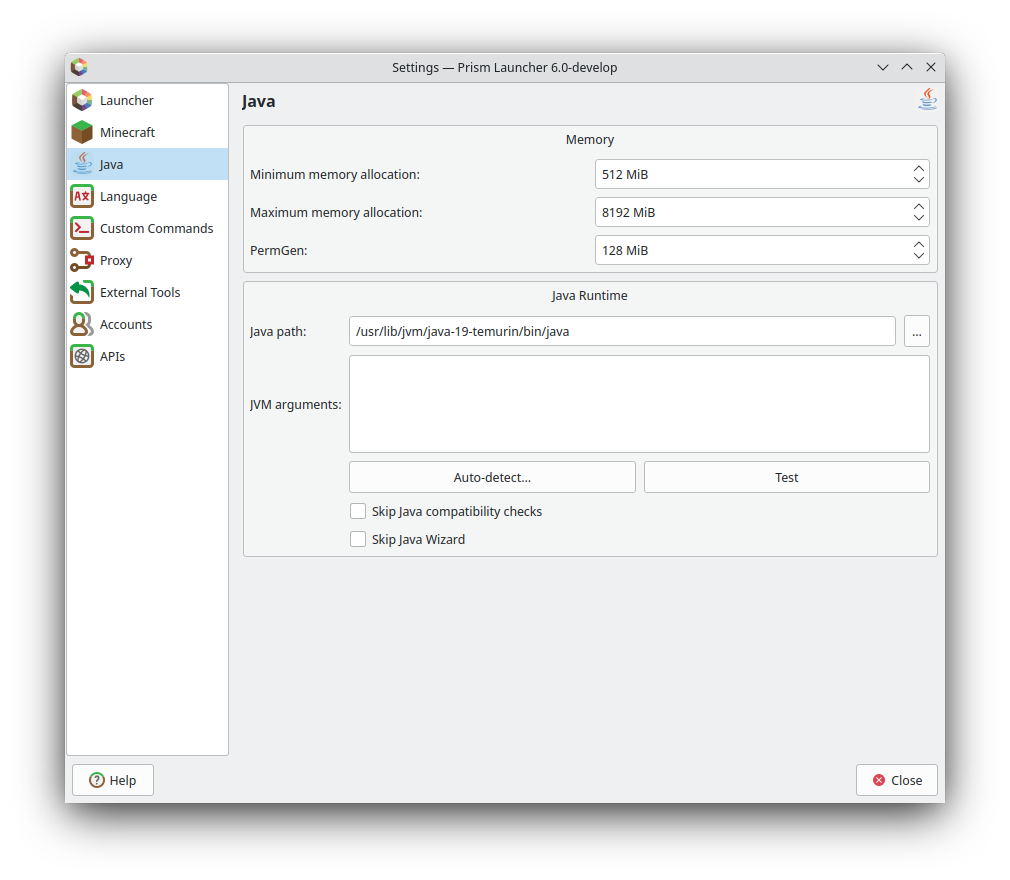 Settings — Prism Launcher 6.0-develop
Launcher
Minecraft
Java
Language
Custom Commands
Proxy
External Tools
Accounts
APIs
Java
Memory
Minimum memory allocation: 512 MiB
Maximum memory allocation: 8192 MiB
PermGen: 128 MiB
Java Runtime
Java path: /usr/lib/jvm/java-19-temurin/bin/java ...
JVM arguments:
Auto-detect... Test
Skip Java compatibility checks
Skip Java Wizard
Help Close